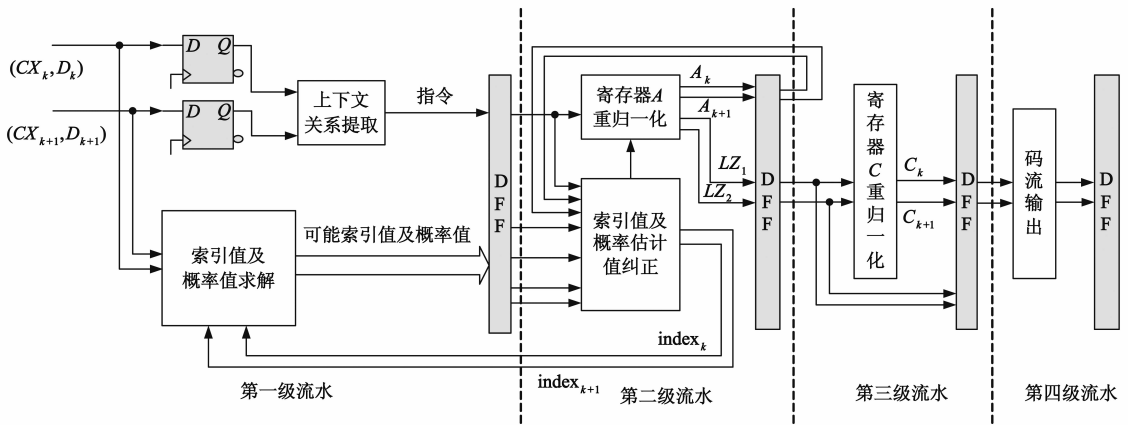 (CX_k, D_k)
D Q
(CX_{k+1}, D_{k+1})
D Q
上下文
关系提取
指令
索引值及
概率值求解
可能索引值及概率值
D
F
F
寄存器A
重归一化
A_k
A_{k+1}
LZ_1
LZ_2
索引值及
概率估计
值纠正
index_k
index_{k+1}
D
F
F
寄存器C重归一化
C_k
C_{k+1}
D
F
F
码流输出
D
F
F
第一级流水
第二级流水
第三级流水
第四级流水